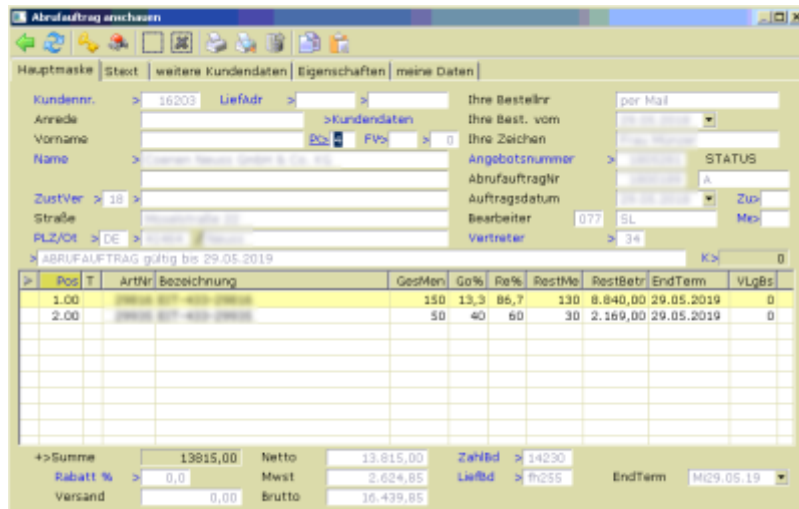 Abrufauftrag anschauen
Hauptmaske Stext weitere Kundendaten Eigenschaften meine Daten
Kundennr. > 16203 LiefAdr > > Ihre Bestellnr per Mail
Anrede >Kundendaten Ihre Best. vom
Vorname PC> 4 FV> > 0 Ihre Zeichen
Name > Angebotsnummer > STATUS
AbrufauftragNr A
ZustVer > 18 > Auftragsdatum Zu>
Straße Bearbeiter 077 SL Me>
PLZ/Ot > DE > Vertreter > 34
> ABRUFAUFTRAG gültig bis 29.05.2019 K> 0
> Pos T ArtNr Bezeichnung GesMen Go% Re% RestMe RestBetr EndTerm VLgBs
1.00 150 13,3 86,7 130 8.840,00 29.05.2019 0
2.00 50 40 60 30 2.169,00 29.05.2019 0
+>Summe 13815,00 Netto 13.815,00 ZahlBd > 14230
Rabatt % > 0,0 Mwst 2.624,85 LiefBd > fh255 EndTerm Mi29.05.19
Versand 0,00 Brutto 16.439,85